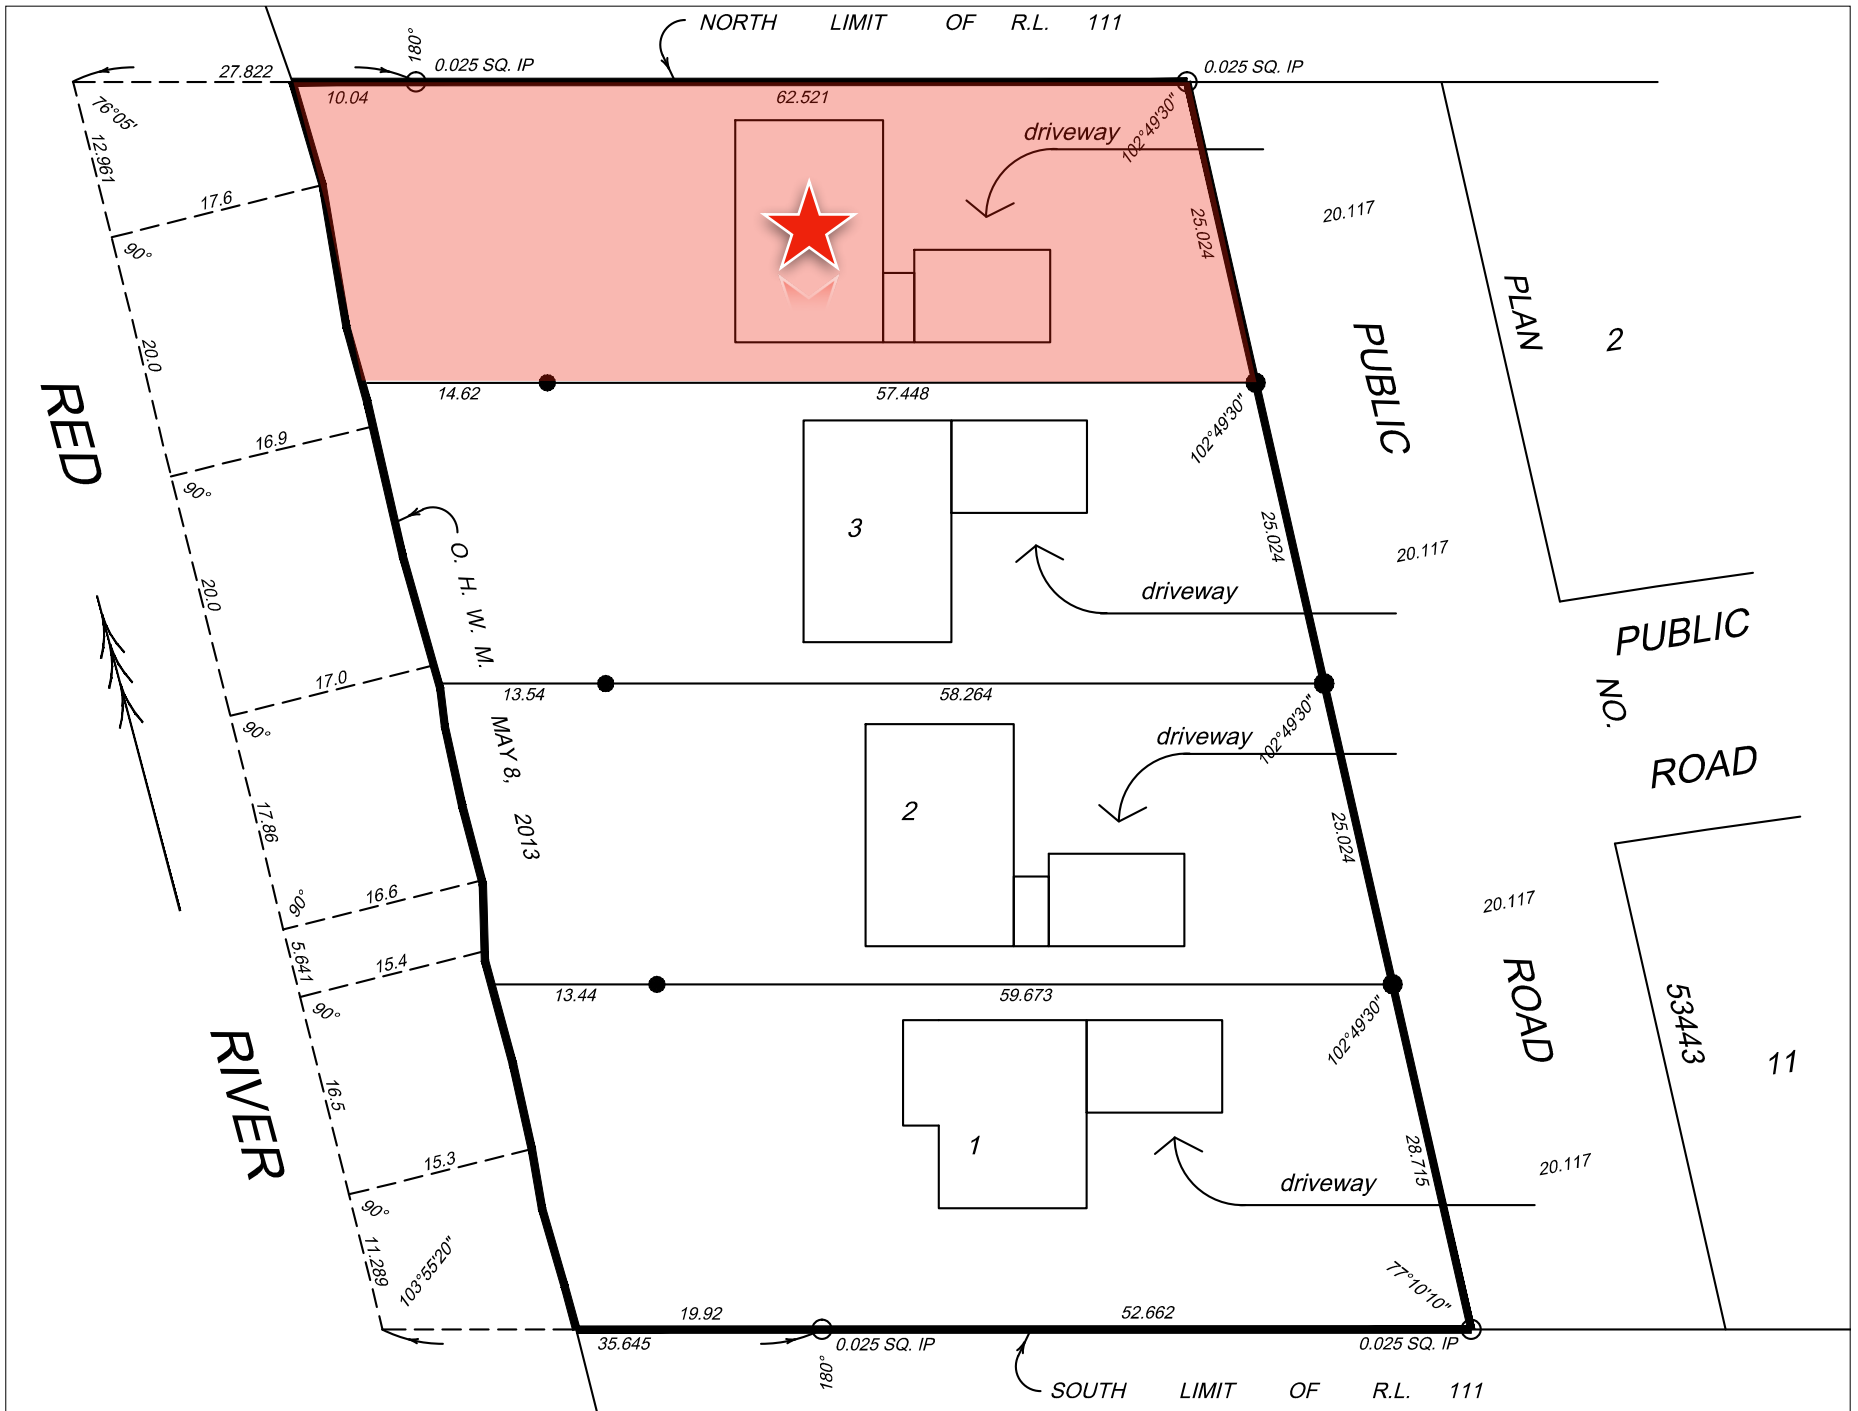 NORTH LIMIT OF R.L. 111
180°
27.822
0.025 SQ. IP
0.025 SQ. IP
10.04
62.521
76°05'
102°49'30"
driveway
12.961
17.6
25.024
20.117
90°
PLAN
2
20.0
PUBLIC
RED
14.62
57.448
102°49'30"
16.9
90°
3
25.024
20.117
O. H. W. M.
driveway
20.0
PUBLIC
17.0
13.54
58.264
NO.
90°
102°49'30"
MAY 8, 2013
driveway
ROAD
17.86
2
25.024
16.6
90°
20.117
5.641
15.4
13.44
59.673
90°
102°49'30"
ROAD
53443
RIVER
11
16.5
1
15.3
28.715
20.117
driveway
90°
11.289
103°55'20"
77°10'10"
19.92
52.662
35.645
0.025 SQ. IP
0.025 SQ. IP
180°
SOUTH LIMIT OF R.L. 111